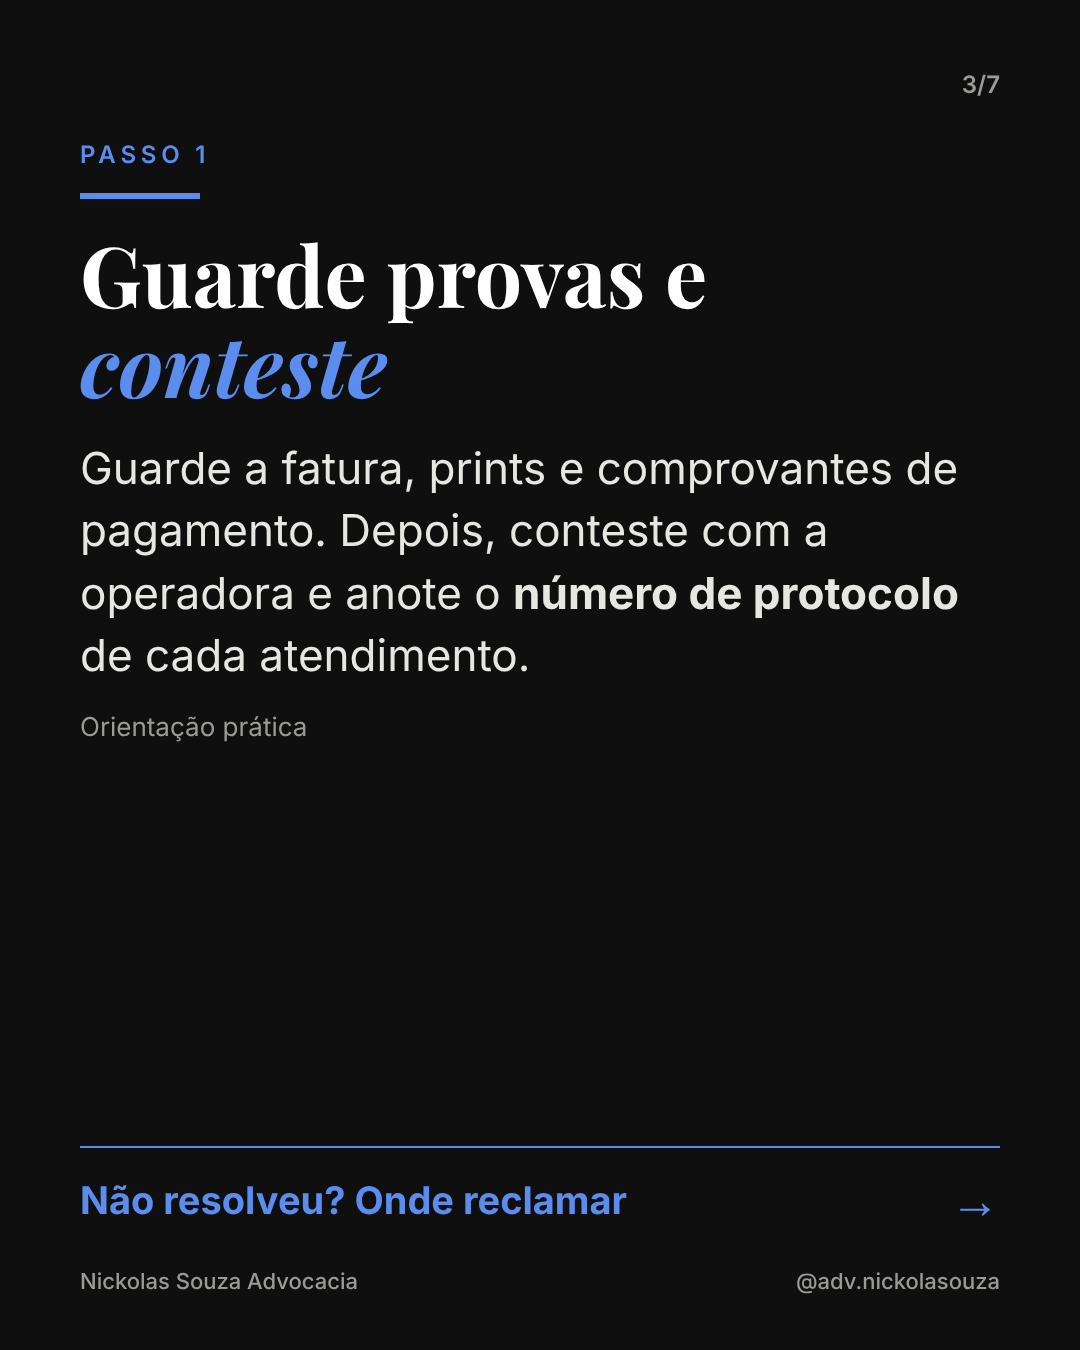 3/7
PASSO 1
Guarde provas e
conteste
Guarde a fatura, prints e comprovantes de
pagamento. Depois, conteste com a
operadora e anote o número de protocolo
de cada atendimento.
Orientação prática
Não resolveu? Onde reclamar →
Nickolas Souza Advocacia @adv.nickolasouza